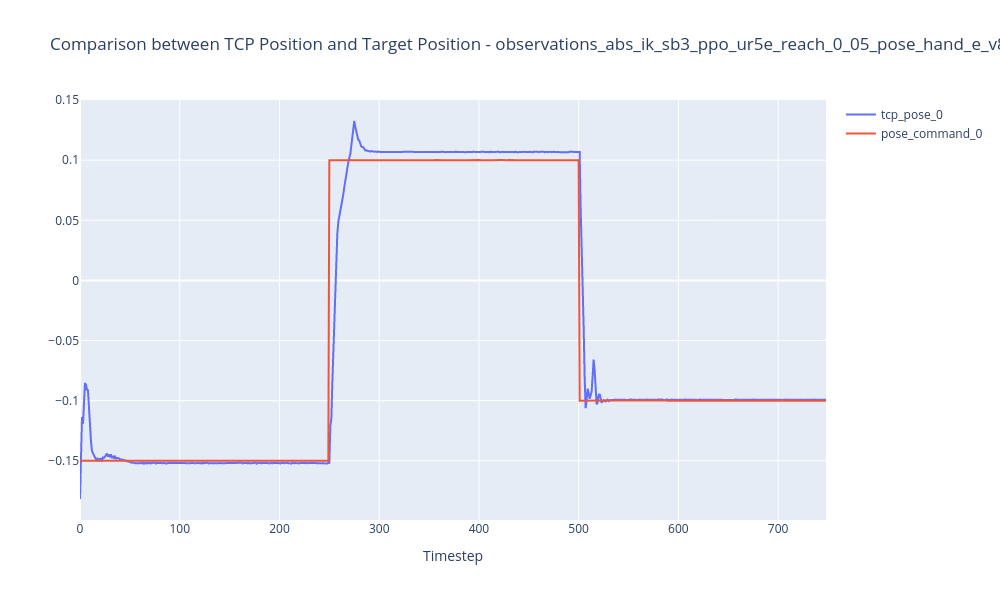 Comparison between TCP Position and Target Position - observations_abs_ik_sb3_ppo_ur5e_reach_0_05_pose_hand_e_v
tcp_pose_0
pose_command_0
0.15
0.1
0.05
0
−0.05
−0.1
−0.15
0 100 200 300 400 500 600 700
Timestep